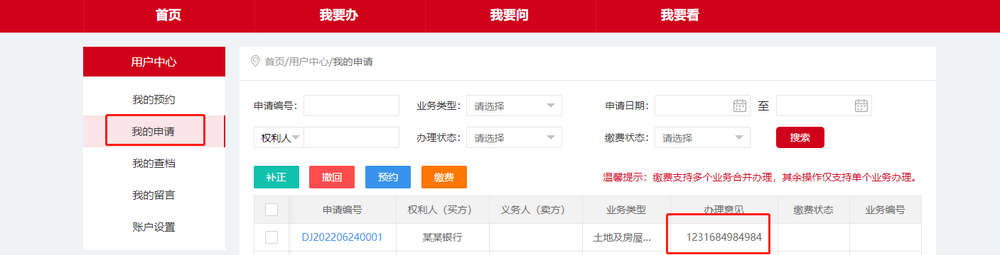 首页 我要办 我要问 我要看
用户中心
我的预约
我的申请
我的查档
我的留言
账户设置
首页/用户中心/我的申请
申请编号： 业务类型： 请选择 申请日期： 至
权利人 办理状态： 请选择 缴费状态： 请选择 搜索
补正 撤回 预约 缴费 温馨提示：缴费支持多个业务合并办理，其余操作仅支持单个业务办理。
申请编号 权利人（买方） 义务人（卖方） 业务类型 办理意见 缴费状态 业务编号
DJ202206240001 某某银行 土地及房屋... 1231684984984